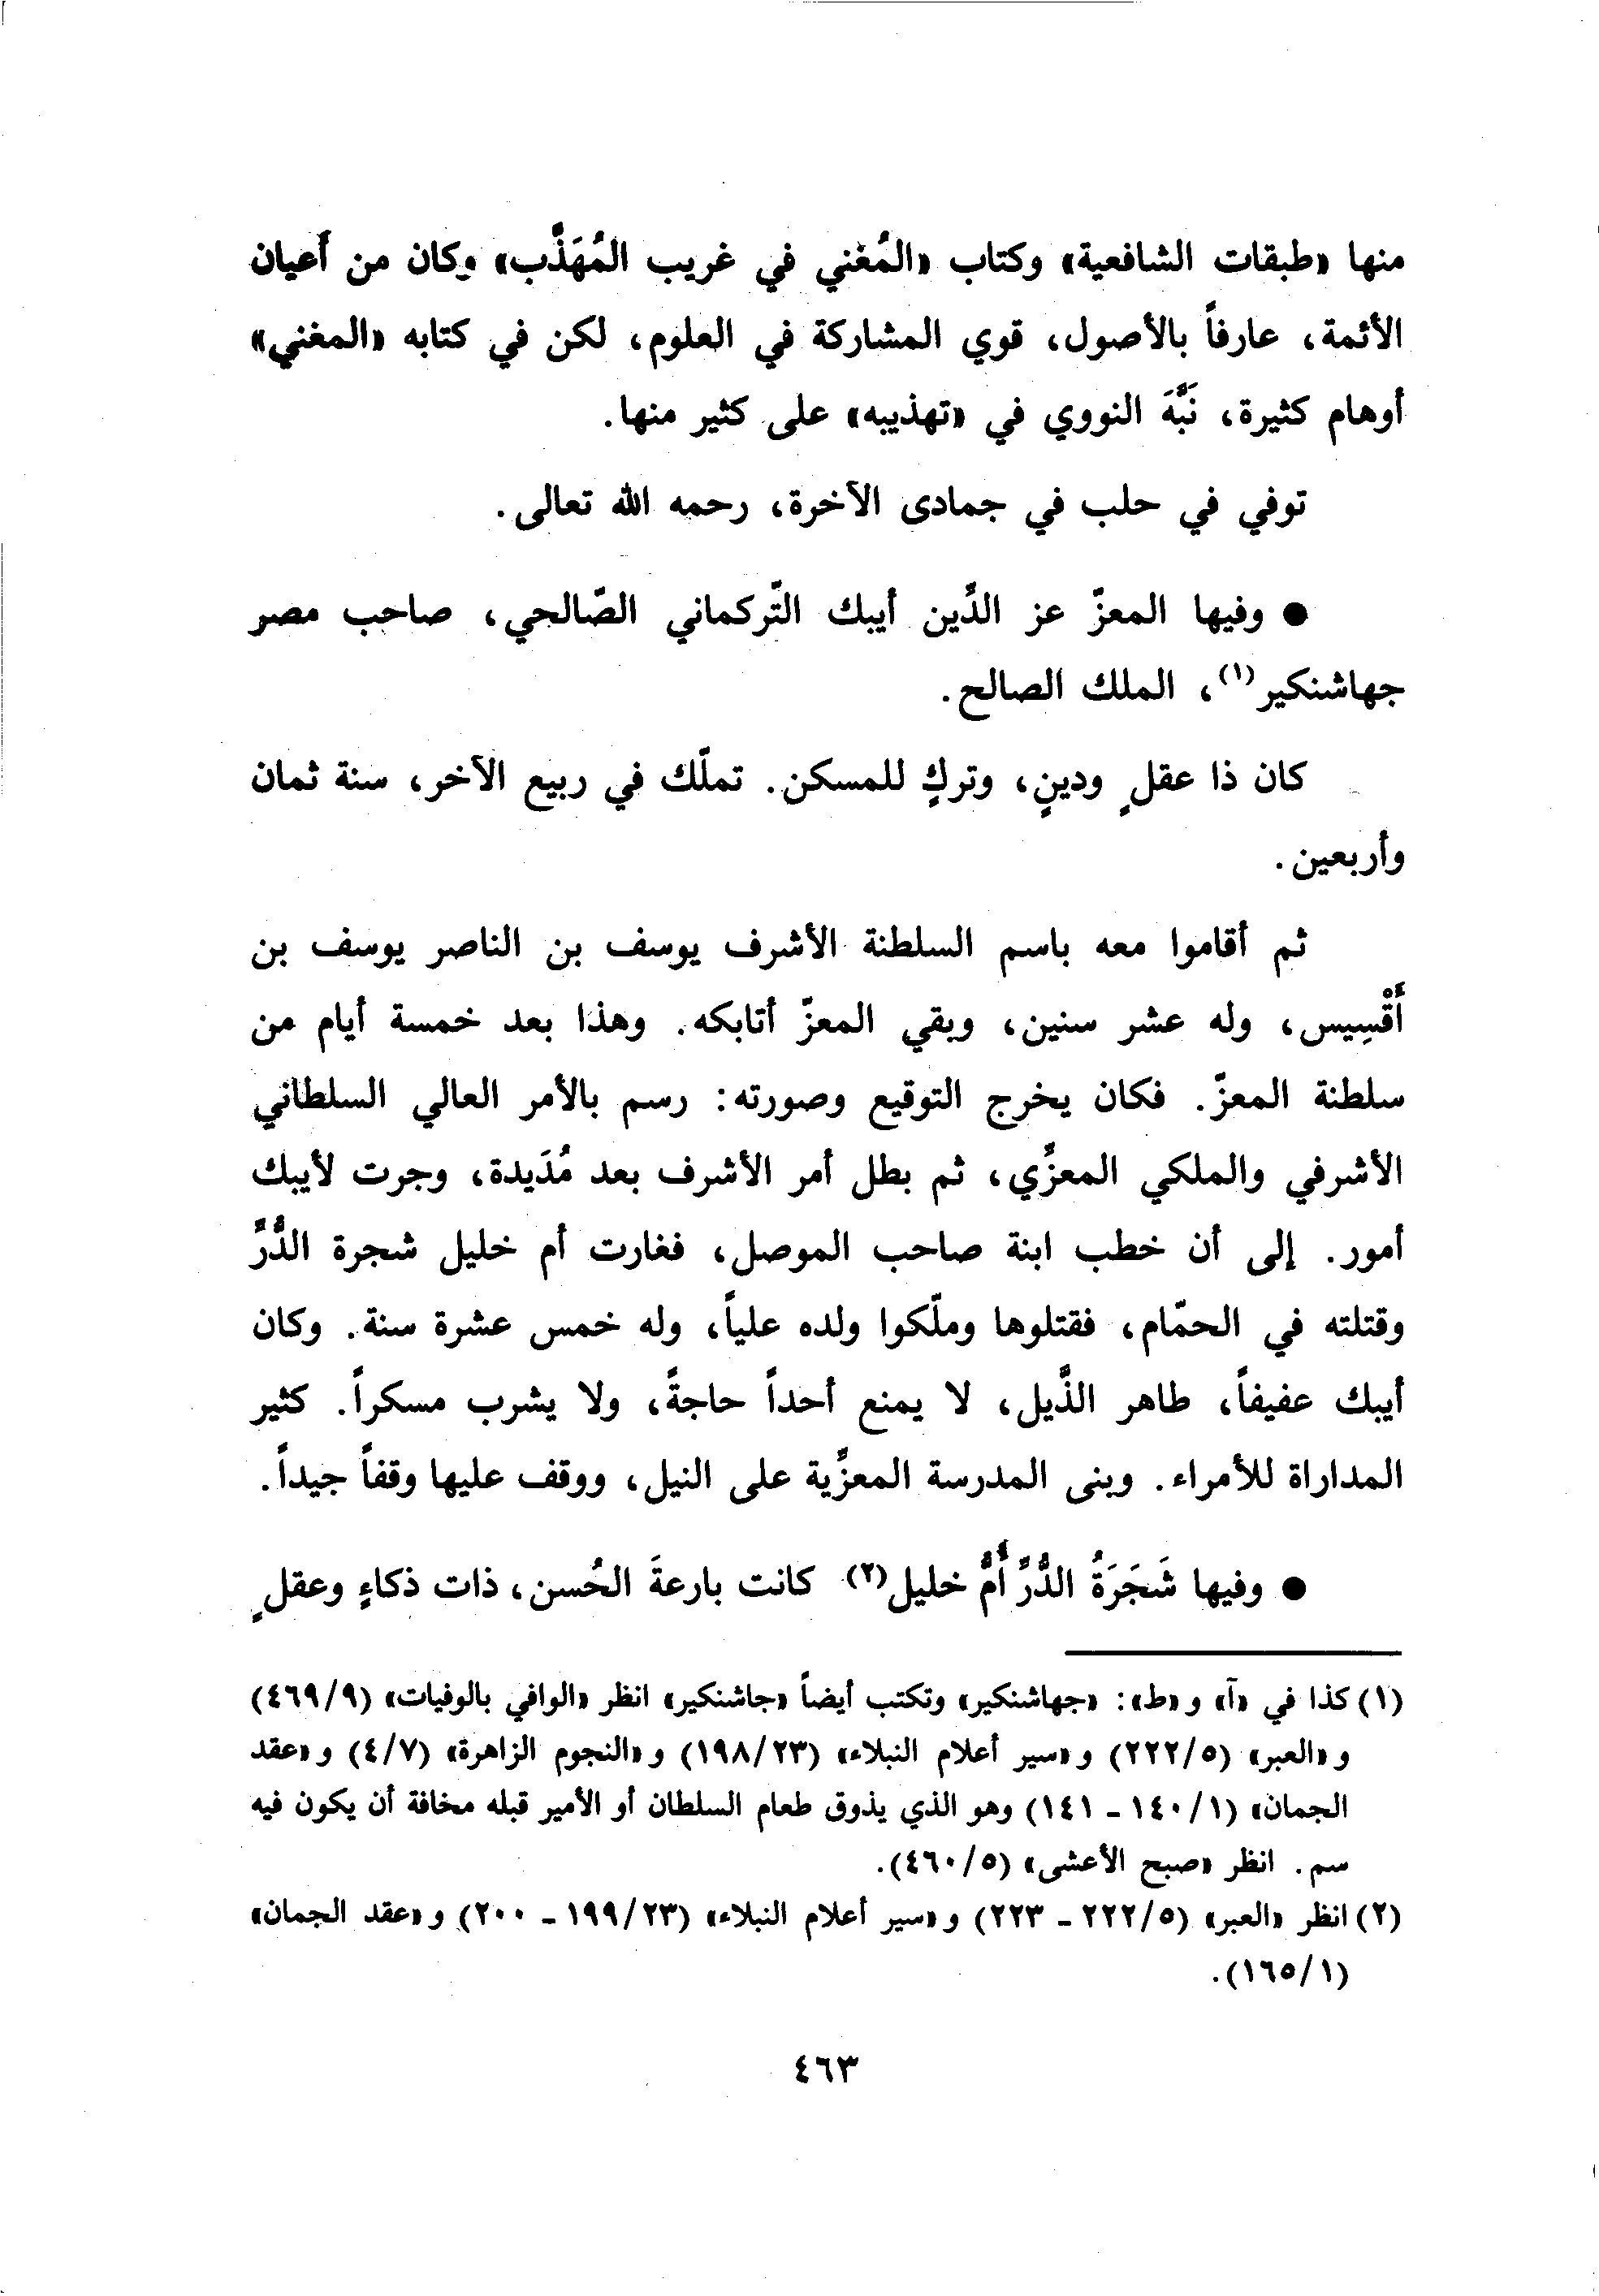 منها «طبقات الشافعية» وكتاب «المُغني في غريب المُهَذَّب» وكان من أَعيان
الأئمة، عارفاً بالأصول، قوي المشاركة في العلوم، لكن في كتابه «المغني»
أوهام كثيرة، نَبَّهَ النووي في «تهذيبه» على كثير منها.
توفي في حلب في جمادى الآخرة، رحمه الله تعالى.
● وفيها المعزّ عز الدِّين أيبك التّركماني الصّالحي، صاحب مصر
جهاشنكير(١)، الملك الصالح.
كان ذا عقلٍ ودينٍ، وتركٍ للمسكن. تملّك في ربيع الآخر، سنة ثمان
وأربعين.
ثم أقاموا معه باسم السلطنة الأشرف يوسف بن الناصر يوسف بن
أَقْسِيس، وله عشر سنين، وبقي المعزّ أتابكه. وهذا بعد خمسة أيام من
سلطنة المعزّ. فكان يخرج التوقيع وصورته: رسم بالأمر العالي السلطاني
الأشرفي والملكي المعزِّي، ثم بطل أمر الأشرف بعد مُدَيدة، وجرت لأيبك
أمور. إلى أن خطب ابنة صاحب الموصل، فغارت أم خليل شجرة الدُّرِّ
وقتلته في الحمّام، فقتلوها وملّكوا ولده علياً، وله خمس عشرة سنة. وكان
أيبك عفيفاً، طاهر الذَّيل، لا يمنع أحداً حاجةً، ولا يشرب مسكراً. كثير
المداراة للأمراء. وبنى المدرسة المعزِّية على النيل، ووقف عليها وقفاً جيداً.
● وفيها شَجَرَةُ الدُّرِّ أُمُّ خليل(٢) كانت بارعةَ الحُسن، ذات ذكاءٍ وعقلٍ
(١) كذا في «آ» و«ط»: «جهاشنكير» وتكتب أيضاً «جاشنكير» انظر «الوافي بالوفيات» (٤٦٩/٩)
و«العبر» (٢٢٢/٥) و«سير أعلام النبلاء» (١٩٨/٢٣) و«النجوم الزاهرة» (٤/٧) و«عقد
الجمان» (١٤٠/١ - ١٤١) وهو الذي يذوق طعام السلطان أو الأمير قبله مخافة أن يكون فيه
سم. انظر «صبح الأعشى» (٤٦٠/٥).
(٢) انظر «العبر» (٢٢٢/٥ - ٢٢٣) و«سير أعلام النبلاء» (١٩٩/٢٣ - ٢٠٠) و«عقد الجمان»
(١٦٥/١).
٤٦٣